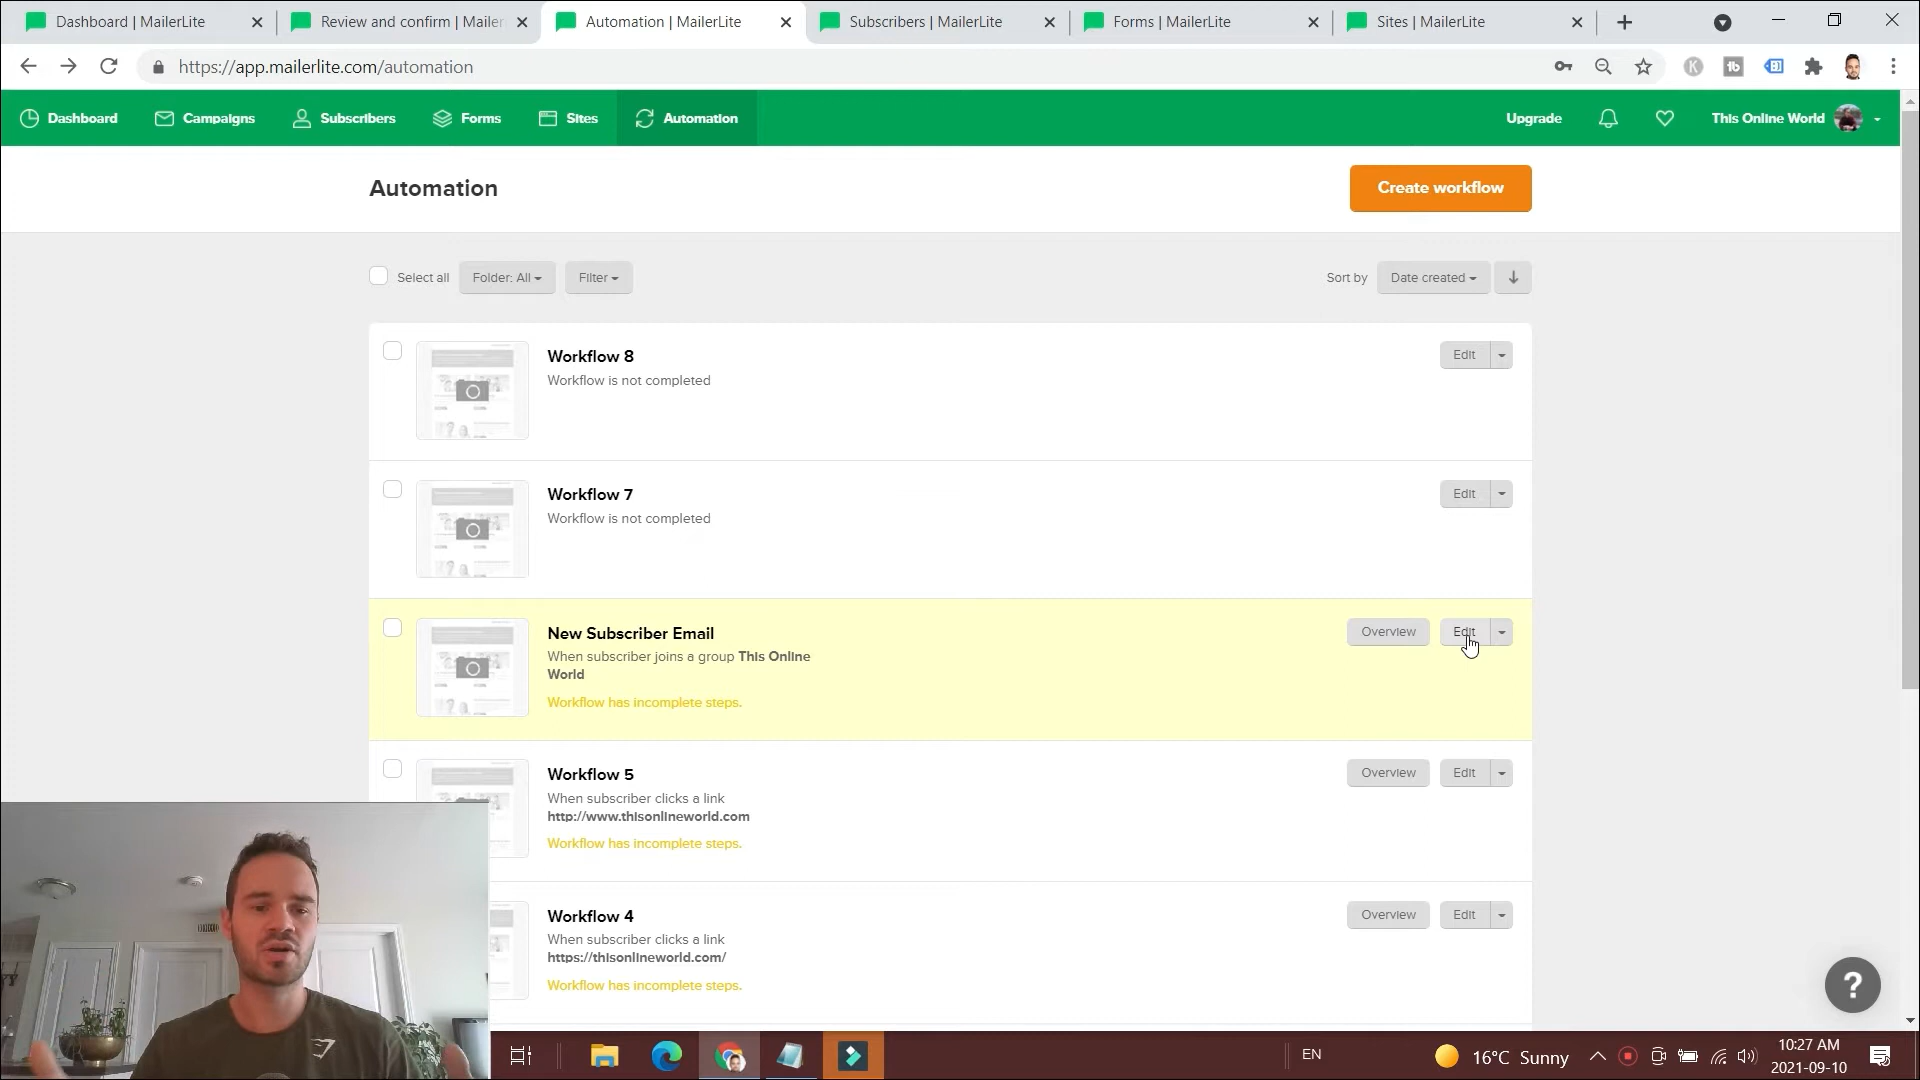 Dashboard | MailerLite
Review and confirm | Mailer
Automation | MailerLite
Subscribers | MailerLite
Forms | MailerLite
Sites | MailerLite
https://app.mailerlite.com/automation
Dashboard
Campaigns
Subscribers
Forms
Sites
Automation
Upgrade
This Online World
Automation
Create workflow
Select all
Folder: All
Filter
Sort by
Date created
Workflow 8
Workflow is not completed
Edit
Workflow 7
Workflow is not completed
Edit
New Subscriber Email
When subscriber joins a group This Online
World
Workflow has incomplete steps.
Overview
Edit
Workflow 5
When subscriber clicks a link
http://www.thisonlineworld.com
Workflow has incomplete steps.
Overview
Edit
Workflow 4
When subscriber clicks a link
https://thisonlineworld.com/
Workflow has incomplete steps.
Overview
Edit
?
EN
16°C Sunny
10:27 AM
2021-09-10